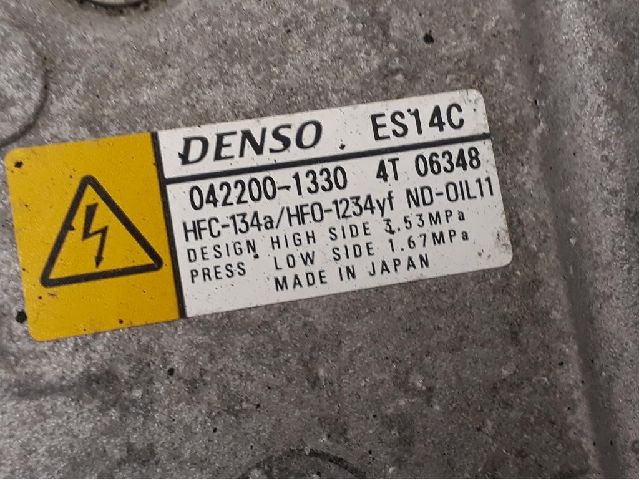 DENSO ES14C
042200-1330 4T 06348
HFC-134a/HFO-1234yf ND-OIL11
DESIGN HIGH SIDE 3.53MPa
PRESS LOW SIDE 1.67MPa
MADE IN JAPAN